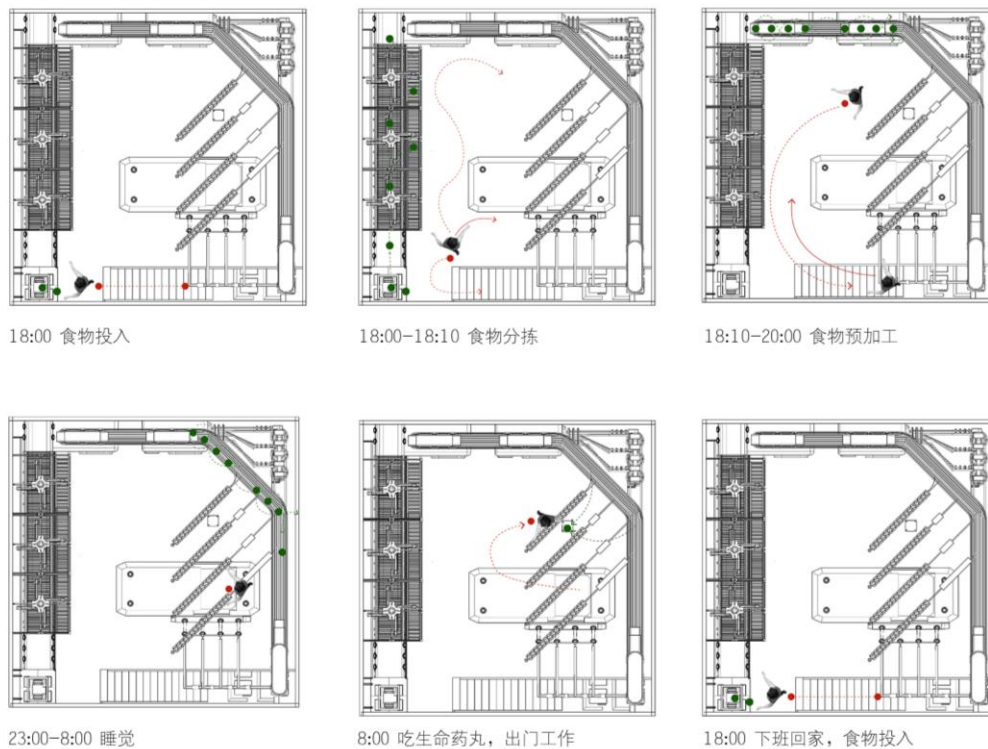 18:00 食物投入
18:00-18:10 食物分拣
18:10-20:00 食物预加工
23:00-8:00 睡觉
8:00 吃生命药丸，出门工作
18:00 下班回家，食物投入